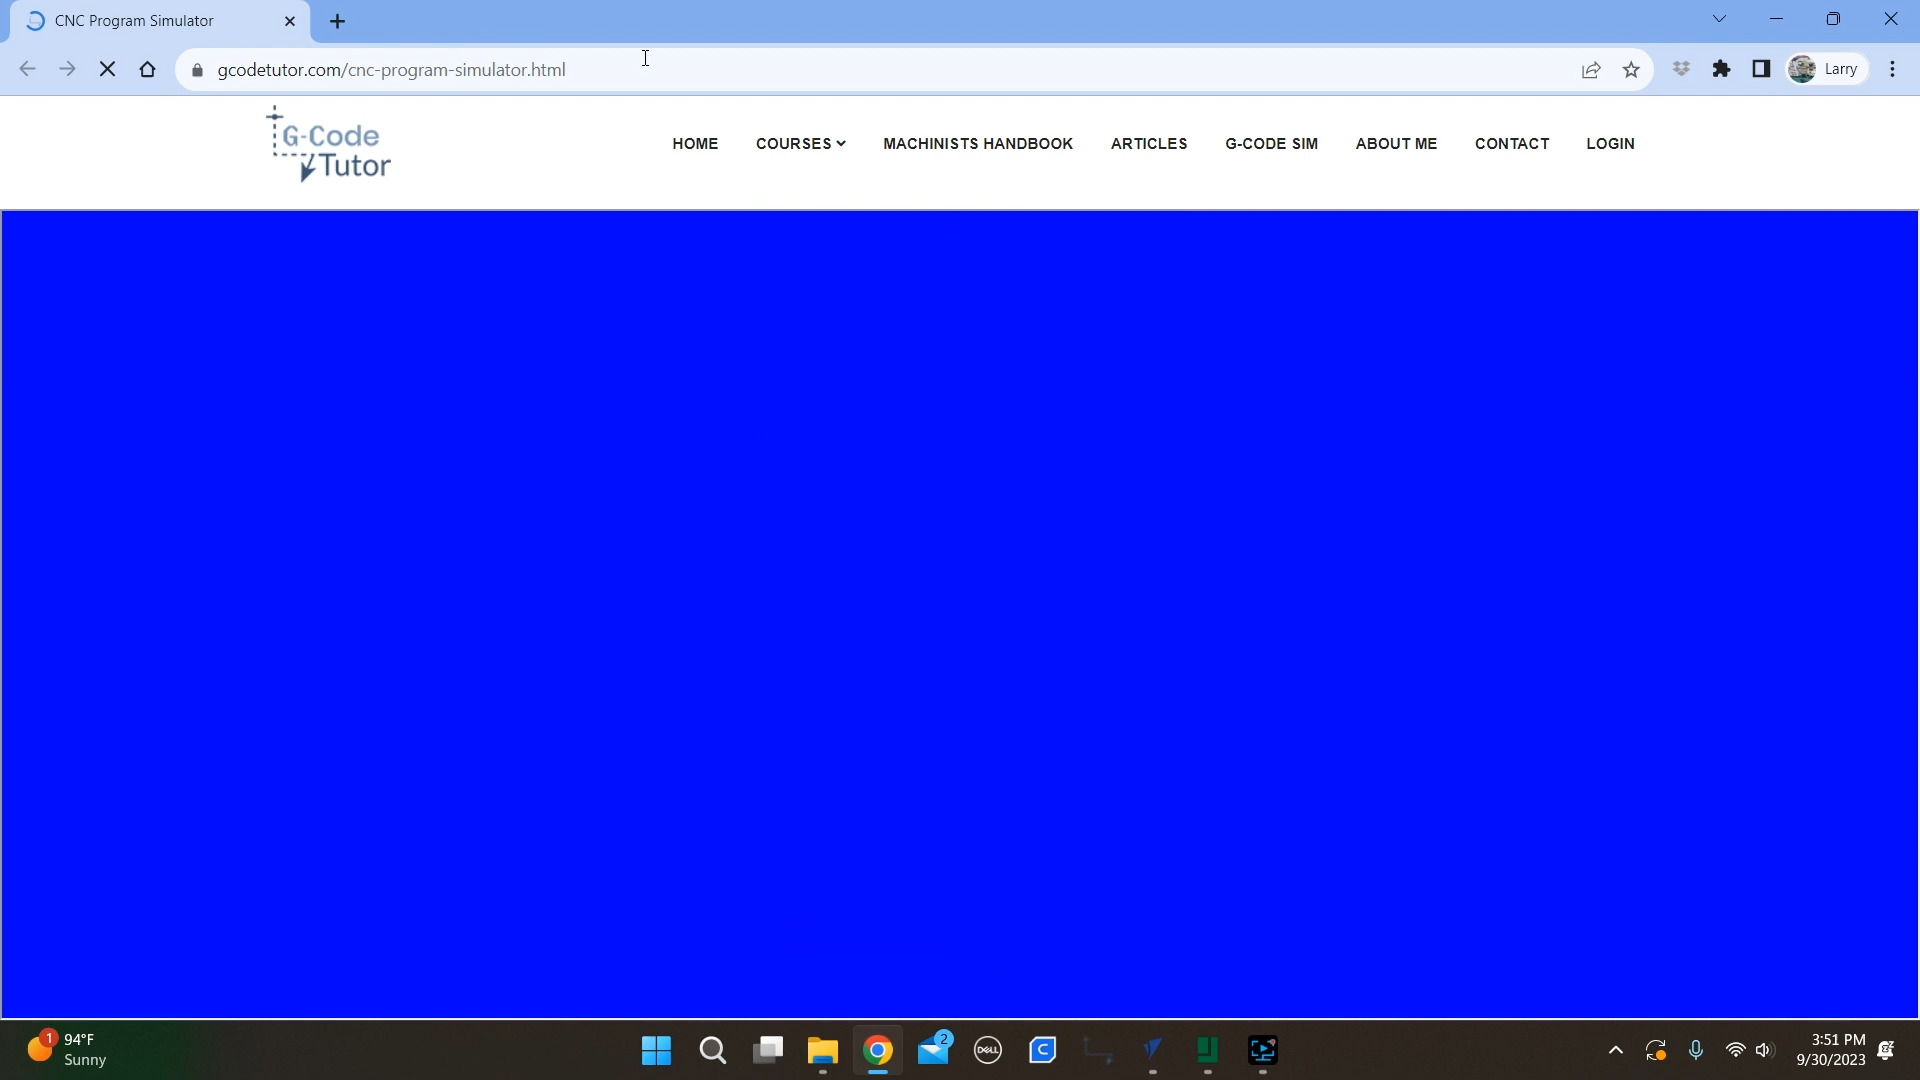 CNC Program Simulator
gcodetutor.com/cnc-program-simulator.html
Larry
G-Code
Tutor
HOME
COURSES
MACHINISTS HANDBOOK
ARTICLES
G-CODE SIM
ABOUT ME
CONTACT
LOGIN
1
94°F
Sunny
2
DELL
C
3:51 PM
9/30/2023